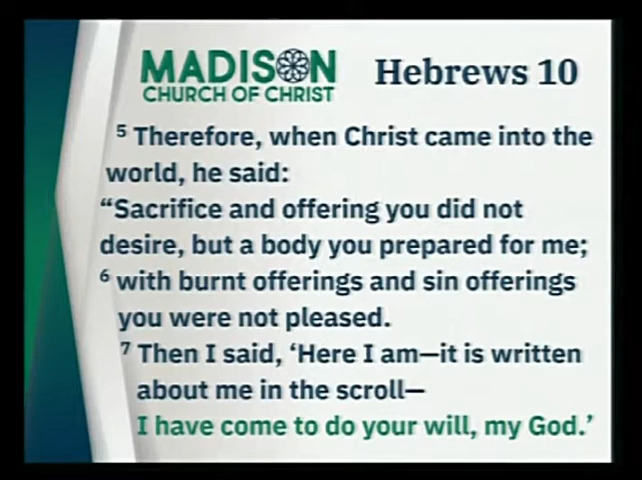 MADISON
CHURCH OF CHRIST
Hebrews 10
5 Therefore, when Christ came into the
world, he said:
“Sacrifice and offering you did not
desire, but a body you prepared for me;
6 with burnt offerings and sin offerings
you were not pleased.
7 Then I said, ‘Here I am—it is written
about me in the scroll—
I have come to do your will, my God.’